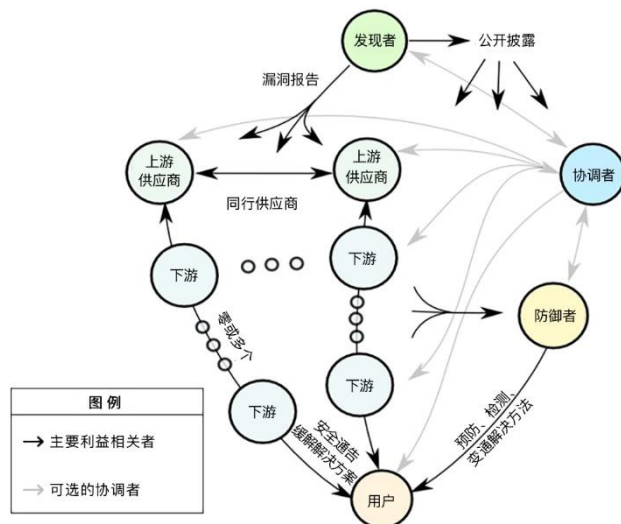 发现者
公开披露
漏洞报告
上游
供应商
上游
供应商
协调者
同行供应商
下游
下游
防御者
零或多个
下游
下游
安全通告
缓解解决方案
预防、检测、
变通解决方法
用户
图例
主要利益相关者
可选的协调者